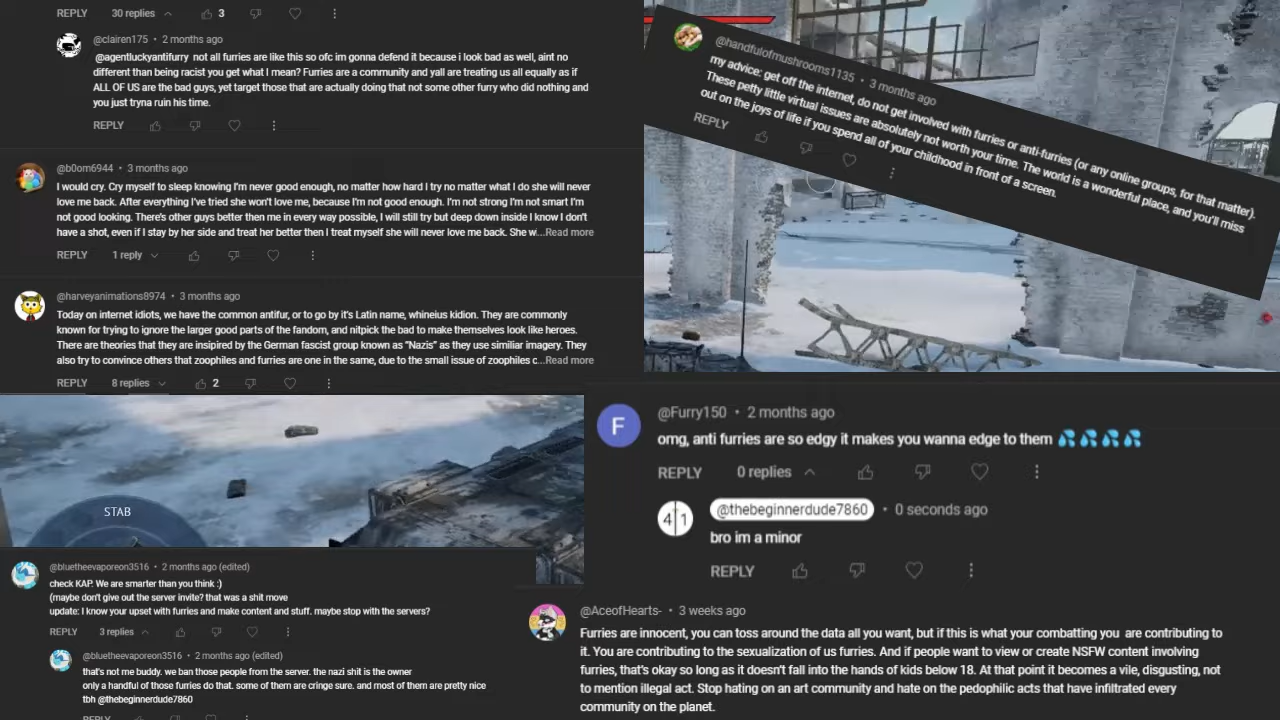 REPLY 30 replies 3
@clairen175 • 2 months ago
@agentluckyantifurry not all furries are like this so ofc im gonna defend it because i look bad as well, aint no
different than being racist you get what I mean? Furries are a community and yall are treating us all equally as if
ALL OF US are the bad guys, yet target those that are actually doing that not some other furry who did nothing and
you just tryna ruin his time.
REPLY
@b0om6944 • 3 months ago
I would cry. Cry myself to sleep knowing I'm never good enough, no matter how hard I try no matter what I do she will never
love me back. After everything I've tried she won't love me, because I'm not good enough. I'm not strong I'm not smart I'm
not good looking. There's other guys better then me in every way possible, I will still try but deep down inside I know I don't
have a shot, even if I stay by her side and treat her better then I treat myself she will never love me back. She w...Read more
REPLY 1 reply
@harveyanimations8974 • 3 months ago
Today on internet idiots, we have the common antifur, or to go by it's Latin name, whineius kidion. They are commonly
known for trying to ignore the larger good parts of the fandom, and nitpick the bad to make themselves look like heroes.
There are theories that they are insipired by the German fascist group known as "Nazis" as they use similiar imagery. They
also try to convince others that zoophiles and furries are one in the same, due to the small issue of zoophiles c...Read more
REPLY 8 replies 2
@handfulofmushrooms1135 • 3 months ago
my advice: get off the internet, do not get involved with furries or anti-furries (or any online groups, for that matter).
These petty little virtual issues are absolutely not worth your time. The world is a wonderful place, and you'll miss
out on the joys of life if you spend all of your childhood in front of a screen.
REPLY
STAB
@bluetheevaporeon3516 • 2 months ago (edited)
check KAP. We are smarter than you think :)
(maybe don't give out the server invite? that was a shit move
update: I know your upset with furries and make content and stuff. maybe stop with the servers?
REPLY 3 replies
@bluetheevaporeon3516 • 2 months ago (edited)
that's not me buddy. we ban those people from the server. the nazi shit is the owner
only a handful of those furries do that. some of them are cringe sure. and most of them are pretty nice
tbh @thebeginnerdude7860
REPLY
F
@Furry150 • 2 months ago
omg, anti furries are so edgy it makes you wanna edge to them 💦💦💦💦
REPLY 0 replies
4 1
@thebeginnerdude7860 • 0 seconds ago
bro im a minor
REPLY
@AceofHearts- • 3 weeks ago
Furries are innocent, you can toss around the data all you want, but if this is what your combatting you are contributing to
it. You are contributing to the sexualization of us furries. And if people want to view or create NSFW content involving
furries, that's okay so long as it doesn't fall into the hands of kids below 18. At that point it becomes a vile, disgusting, not
to mention illegal act. Stop hating on an art community and hate on the pedophilic acts that have infiltrated every
community on the planet.